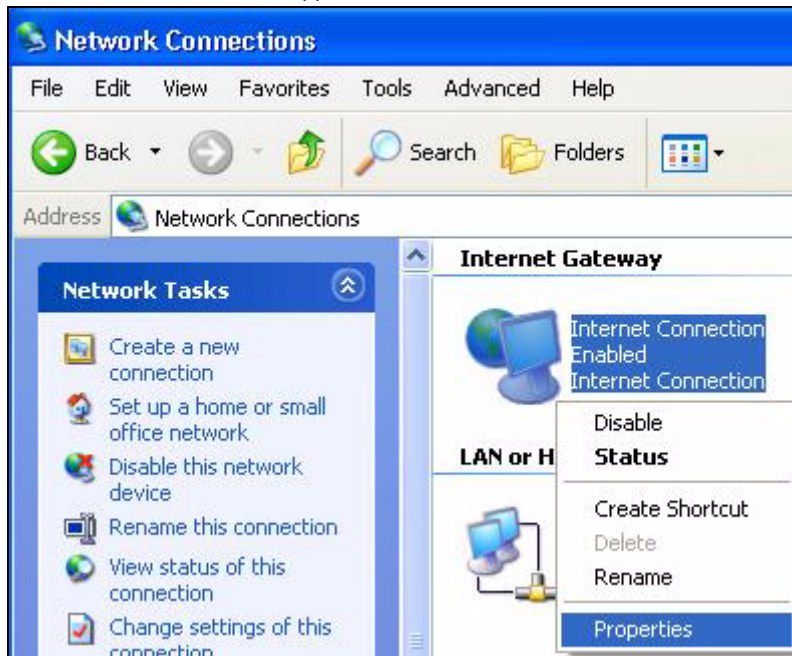 Network Connections
File Edit View Favorites Tools Advanced Help
Back Search Folders
Address Network Connections
Network Tasks
Create a new
connection
Set up a home or small
office network
Disable this network
device
Rename this connection
View status of this
connection
Change settings of this
connection
Internet Gateway
Internet Connection
Enabled
Internet Connection
LAN or H
Disable
Status
Create Shortcut
Delete
Rename
Properties